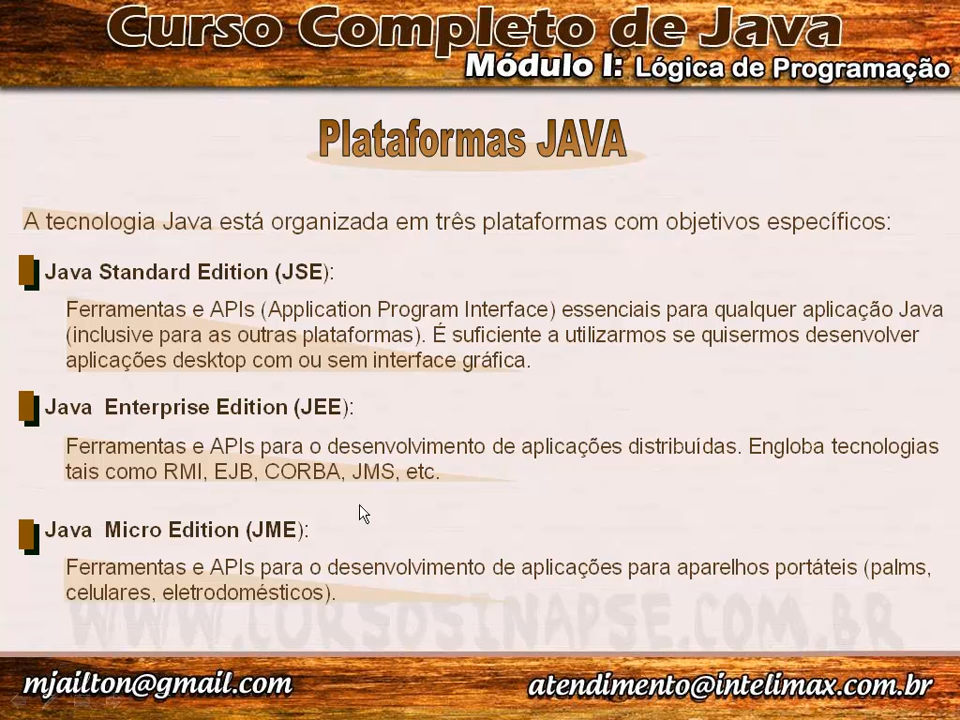 Curso Completo de Java
Módulo I: Lógica de Programação
Plataformas JAVA
A tecnologia Java está organizada em três plataformas com objetivos específicos:
Java Standard Edition (JSE):
Ferramentas e APIs (Application Program Interface) essenciais para qualquer aplicação Java
(inclusive para as outras plataformas). É suficiente a utilizarmos se quisermos desenvolver
aplicações desktop com ou sem interface gráfica.
Java Enterprise Edition (JEE):
Ferramentas e APIs para o desenvolvimento de aplicações distribuídas. Engloba tecnologias
tais como RMI, EJB, CORBA, JMS, etc.
Java Micro Edition (JME):
Ferramentas e APIs para o desenvolvimento de aplicações para aparelhos portáteis (palms,
celulares, eletrodomésticos).
WWW.CURSOSINAPSE.COM.BR
mjailton@gmail.com
atendimento@intelimax.com.br